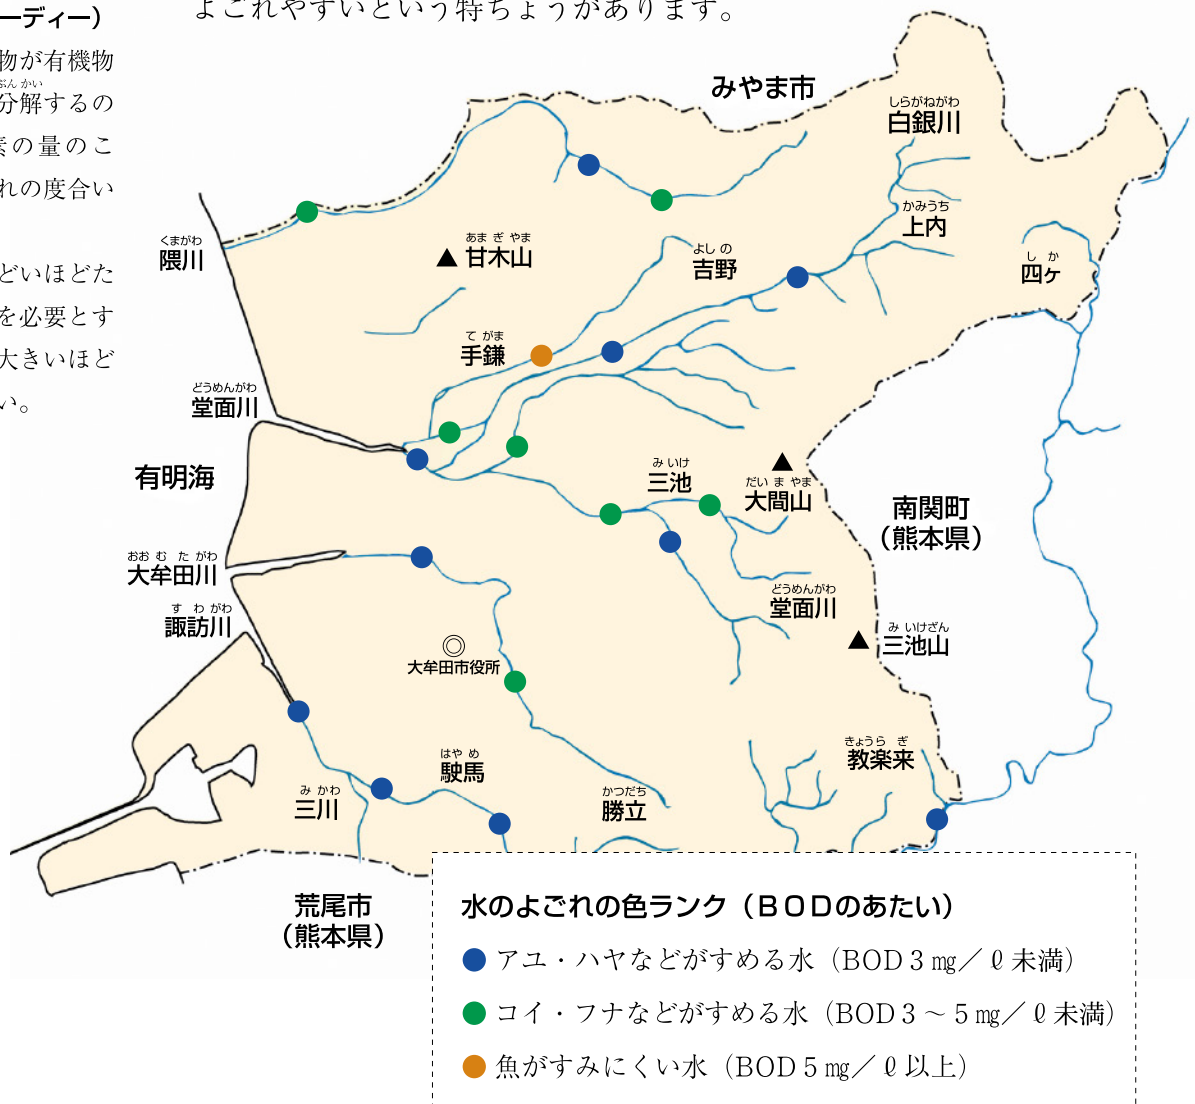 ーディー）
物が有機物
ぶんかい
分解するの
素の量のこ
れの度合い
どいほどた
を必要とす
大きいほど
い。
よごれやすいという特ちょうがあります。
みやま市
しらがねがわ
白銀川
かみうち
上内
しか
四ヶ
くまがわ
隈川
あまぎやま
甘木山
よしの
吉野
てがま
手鎌
どうめんがわ
堂面川
有明海
みいけ
三池
だいまやま
大間山
南関町
（熊本県）
おおむたがわ
大牟田川
すわがわ
諏訪川
どうめんがわ
堂面川
みいけざん
三池山
大牟田市役所
はやめ
駛馬
みかわ
三川
かつだち
勝立
きょうらぎ
教楽来
荒尾市
（熊本県）
水のよごれの色ランク（ＢＯＤのあたい）
アユ・ハヤなどがすめる水（BOD３㎎／ℓ未満）
コイ・フナなどがすめる水（BOD３～５㎎／ℓ未満）
魚がすみにくい水（BOD５㎎／ℓ以上）